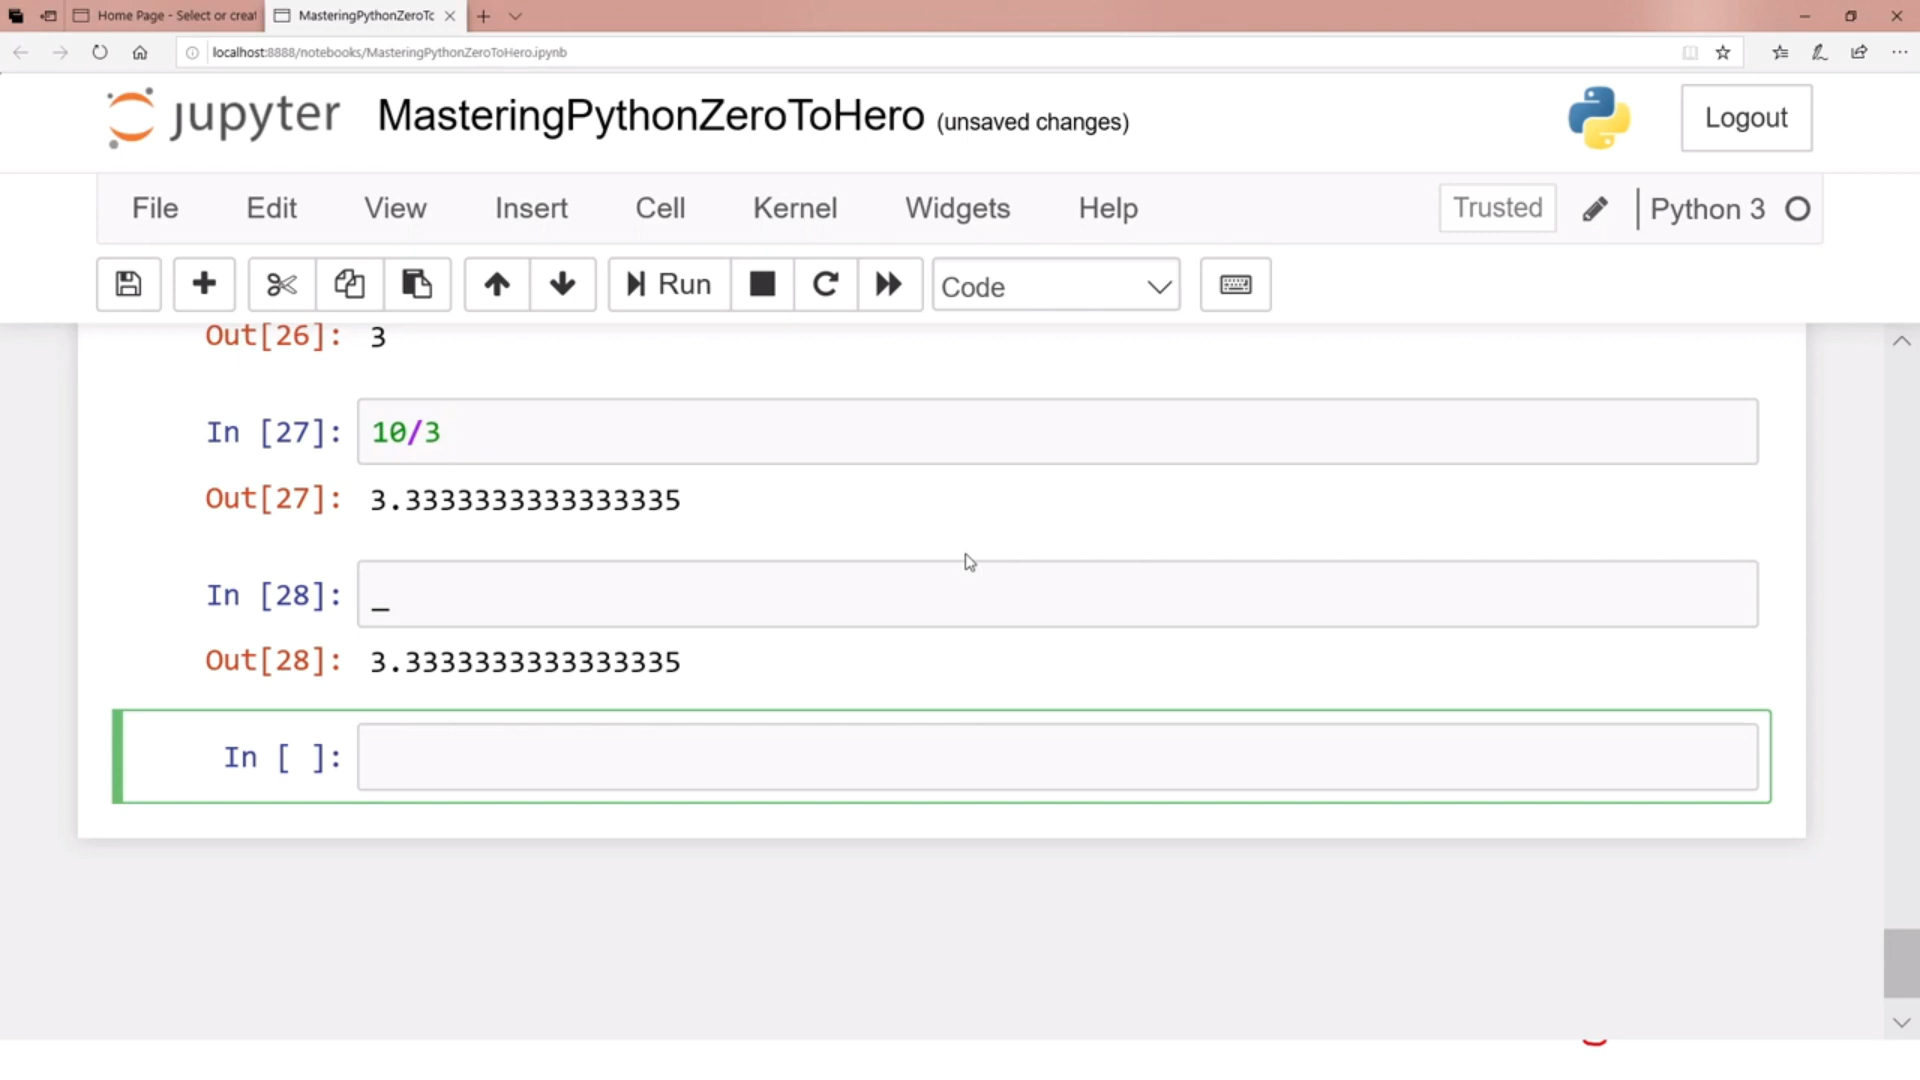 Home Page - Select or creat
MasteringPythonZeroTo
localhost:8888/notebooks/MasteringPythonZeroToHero.ipynb
jupyter MasteringPythonZeroToHero (unsaved changes)
Logout
File Edit View Insert Cell Kernel Widgets Help
Trusted Python 3
Run Code
Out[26]: 3
In [27]: 10/3
Out[27]: 3.3333333333333335
In [28]: _
Out[28]: 3.3333333333333335
In [ ]: